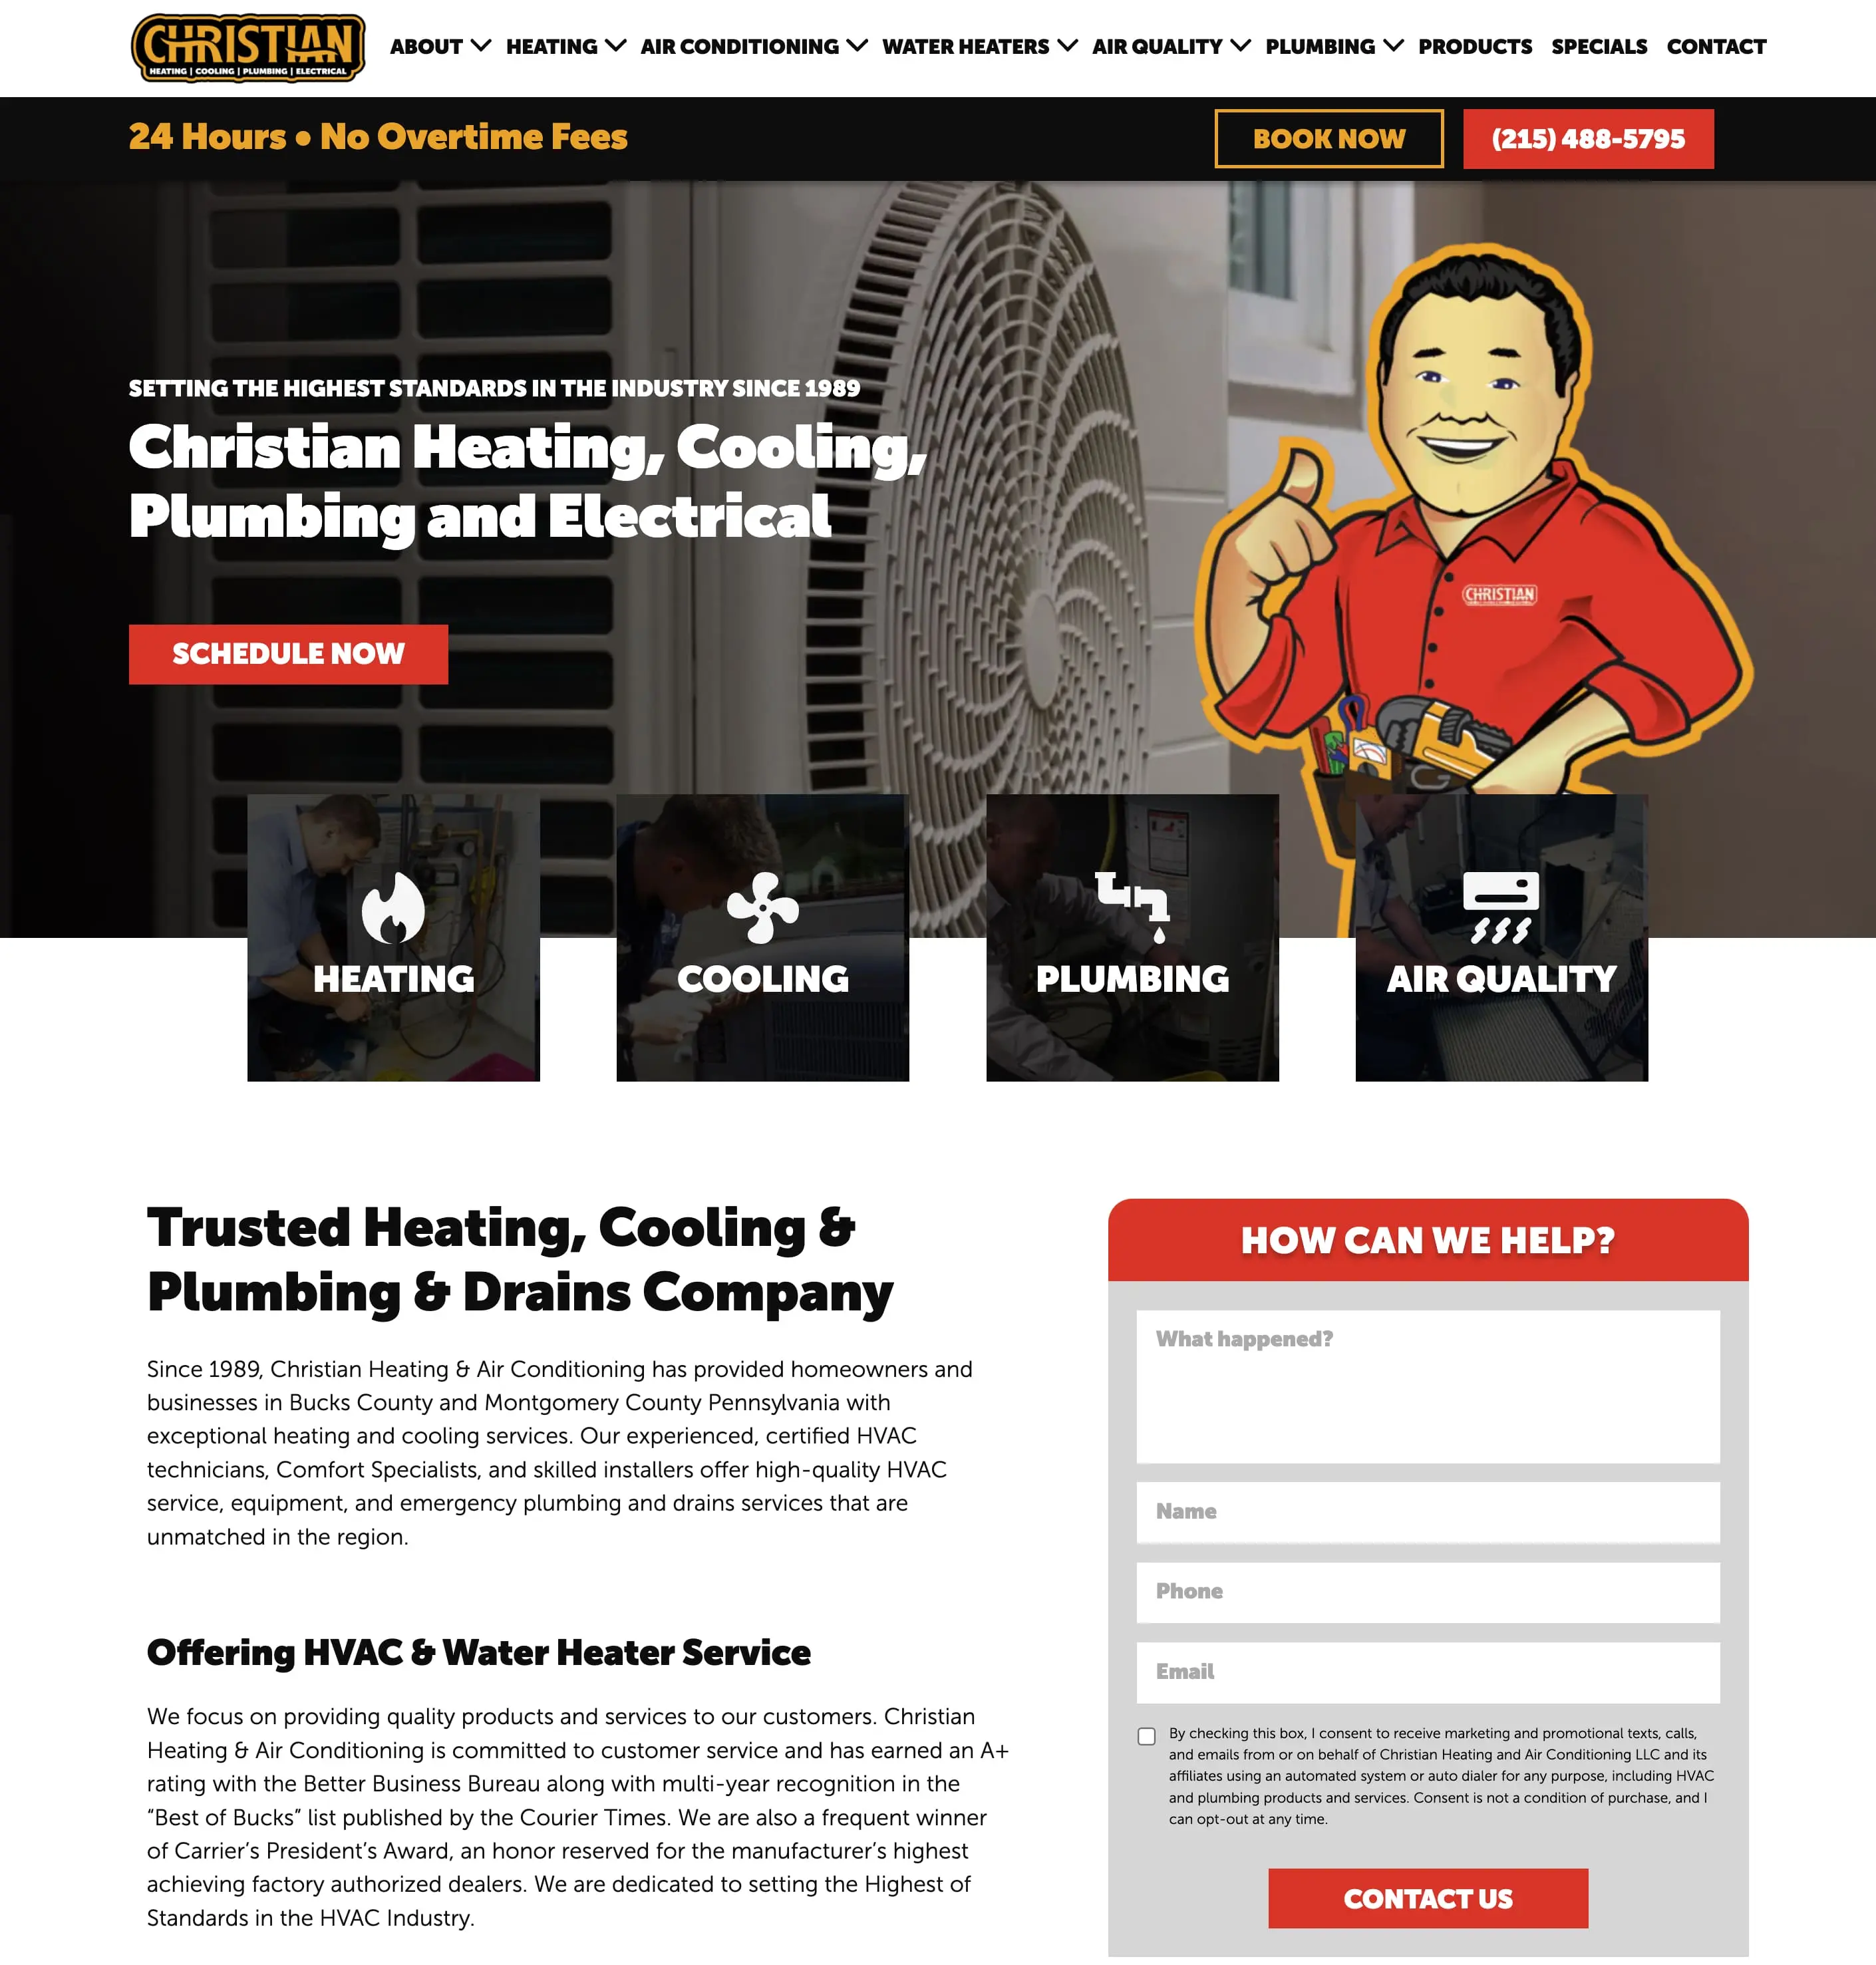 CHRISTIAN
HEATING | COOLING | PLUMBING | ELECTRICAL
ABOUT HEATING AIR CONDITIONING WATER HEATERS AIR QUALITY PLUMBING PRODUCTS SPECIALS CONTACT
24 Hours • No Overtime Fees
BOOK NOW
(215) 488-5795
SETTING THE HIGHEST STANDARDS IN THE INDUSTRY SINCE 1989
Christian Heating, Cooling,
Plumbing and Electrical
SCHEDULE NOW
CHRISTIAN
HEATING
COOLING
PLUMBING
AIR QUALITY
Trusted Heating, Cooling &
Plumbing & Drains Company
Since 1989, Christian Heating & Air Conditioning has provided homeowners and
businesses in Bucks County and Montgomery County Pennsylvania with
exceptional heating and cooling services. Our experienced, certified HVAC
technicians, Comfort Specialists, and skilled installers offer high-quality HVAC
service, equipment, and emergency plumbing and drains services that are
unmatched in the region.
Offering HVAC & Water Heater Service
We focus on providing quality products and services to our customers. Christian
Heating & Air Conditioning is committed to customer service and has earned an A+
rating with the Better Business Bureau along with multi-year recognition in the
“Best of Bucks” list published by the Courier Times. We are also a frequent winner
of Carrier’s President’s Award, an honor reserved for the manufacturer’s highest
achieving factory authorized dealers. We are dedicated to setting the Highest of
Standards in the HVAC Industry.
HOW CAN WE HELP?
What happened?
Name
Phone
Email
By checking this box, I consent to receive marketing and promotional texts, calls,
and emails from or on behalf of Christian Heating and Air Conditioning LLC and its
affiliates using an automated system or auto dialer for any purpose, including HVAC
and plumbing products and services. Consent is not a condition of purchase, and I
can opt-out at any time.
CONTACT US